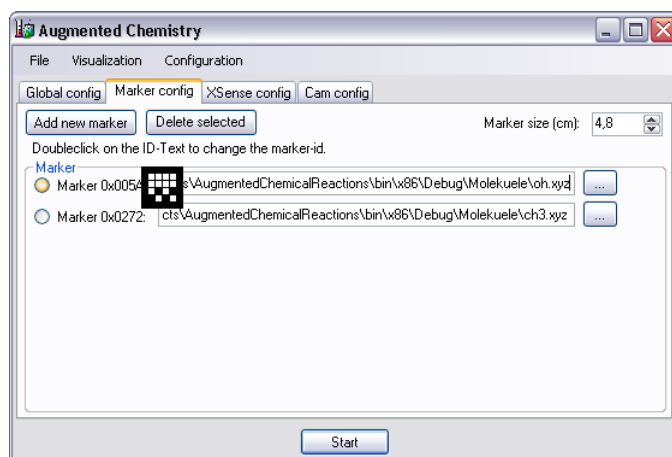 Augmented Chemistry
File Visualization Configuration
Global config Marker config XSense config Cam config
Add new marker Delete selected Marker size (cm): 4,8
Doubleclick on the ID-Text to change the marker-id.
Marker
Marker 0x005A s\AugmentedChemicalReactions\bin\x86\Debug\Molekuele\oh.xyz ...
Marker 0x0272: cts\AugmentedChemicalReactions\bin\x86\Debug\Molekuele\ch3.xyz ...
Start